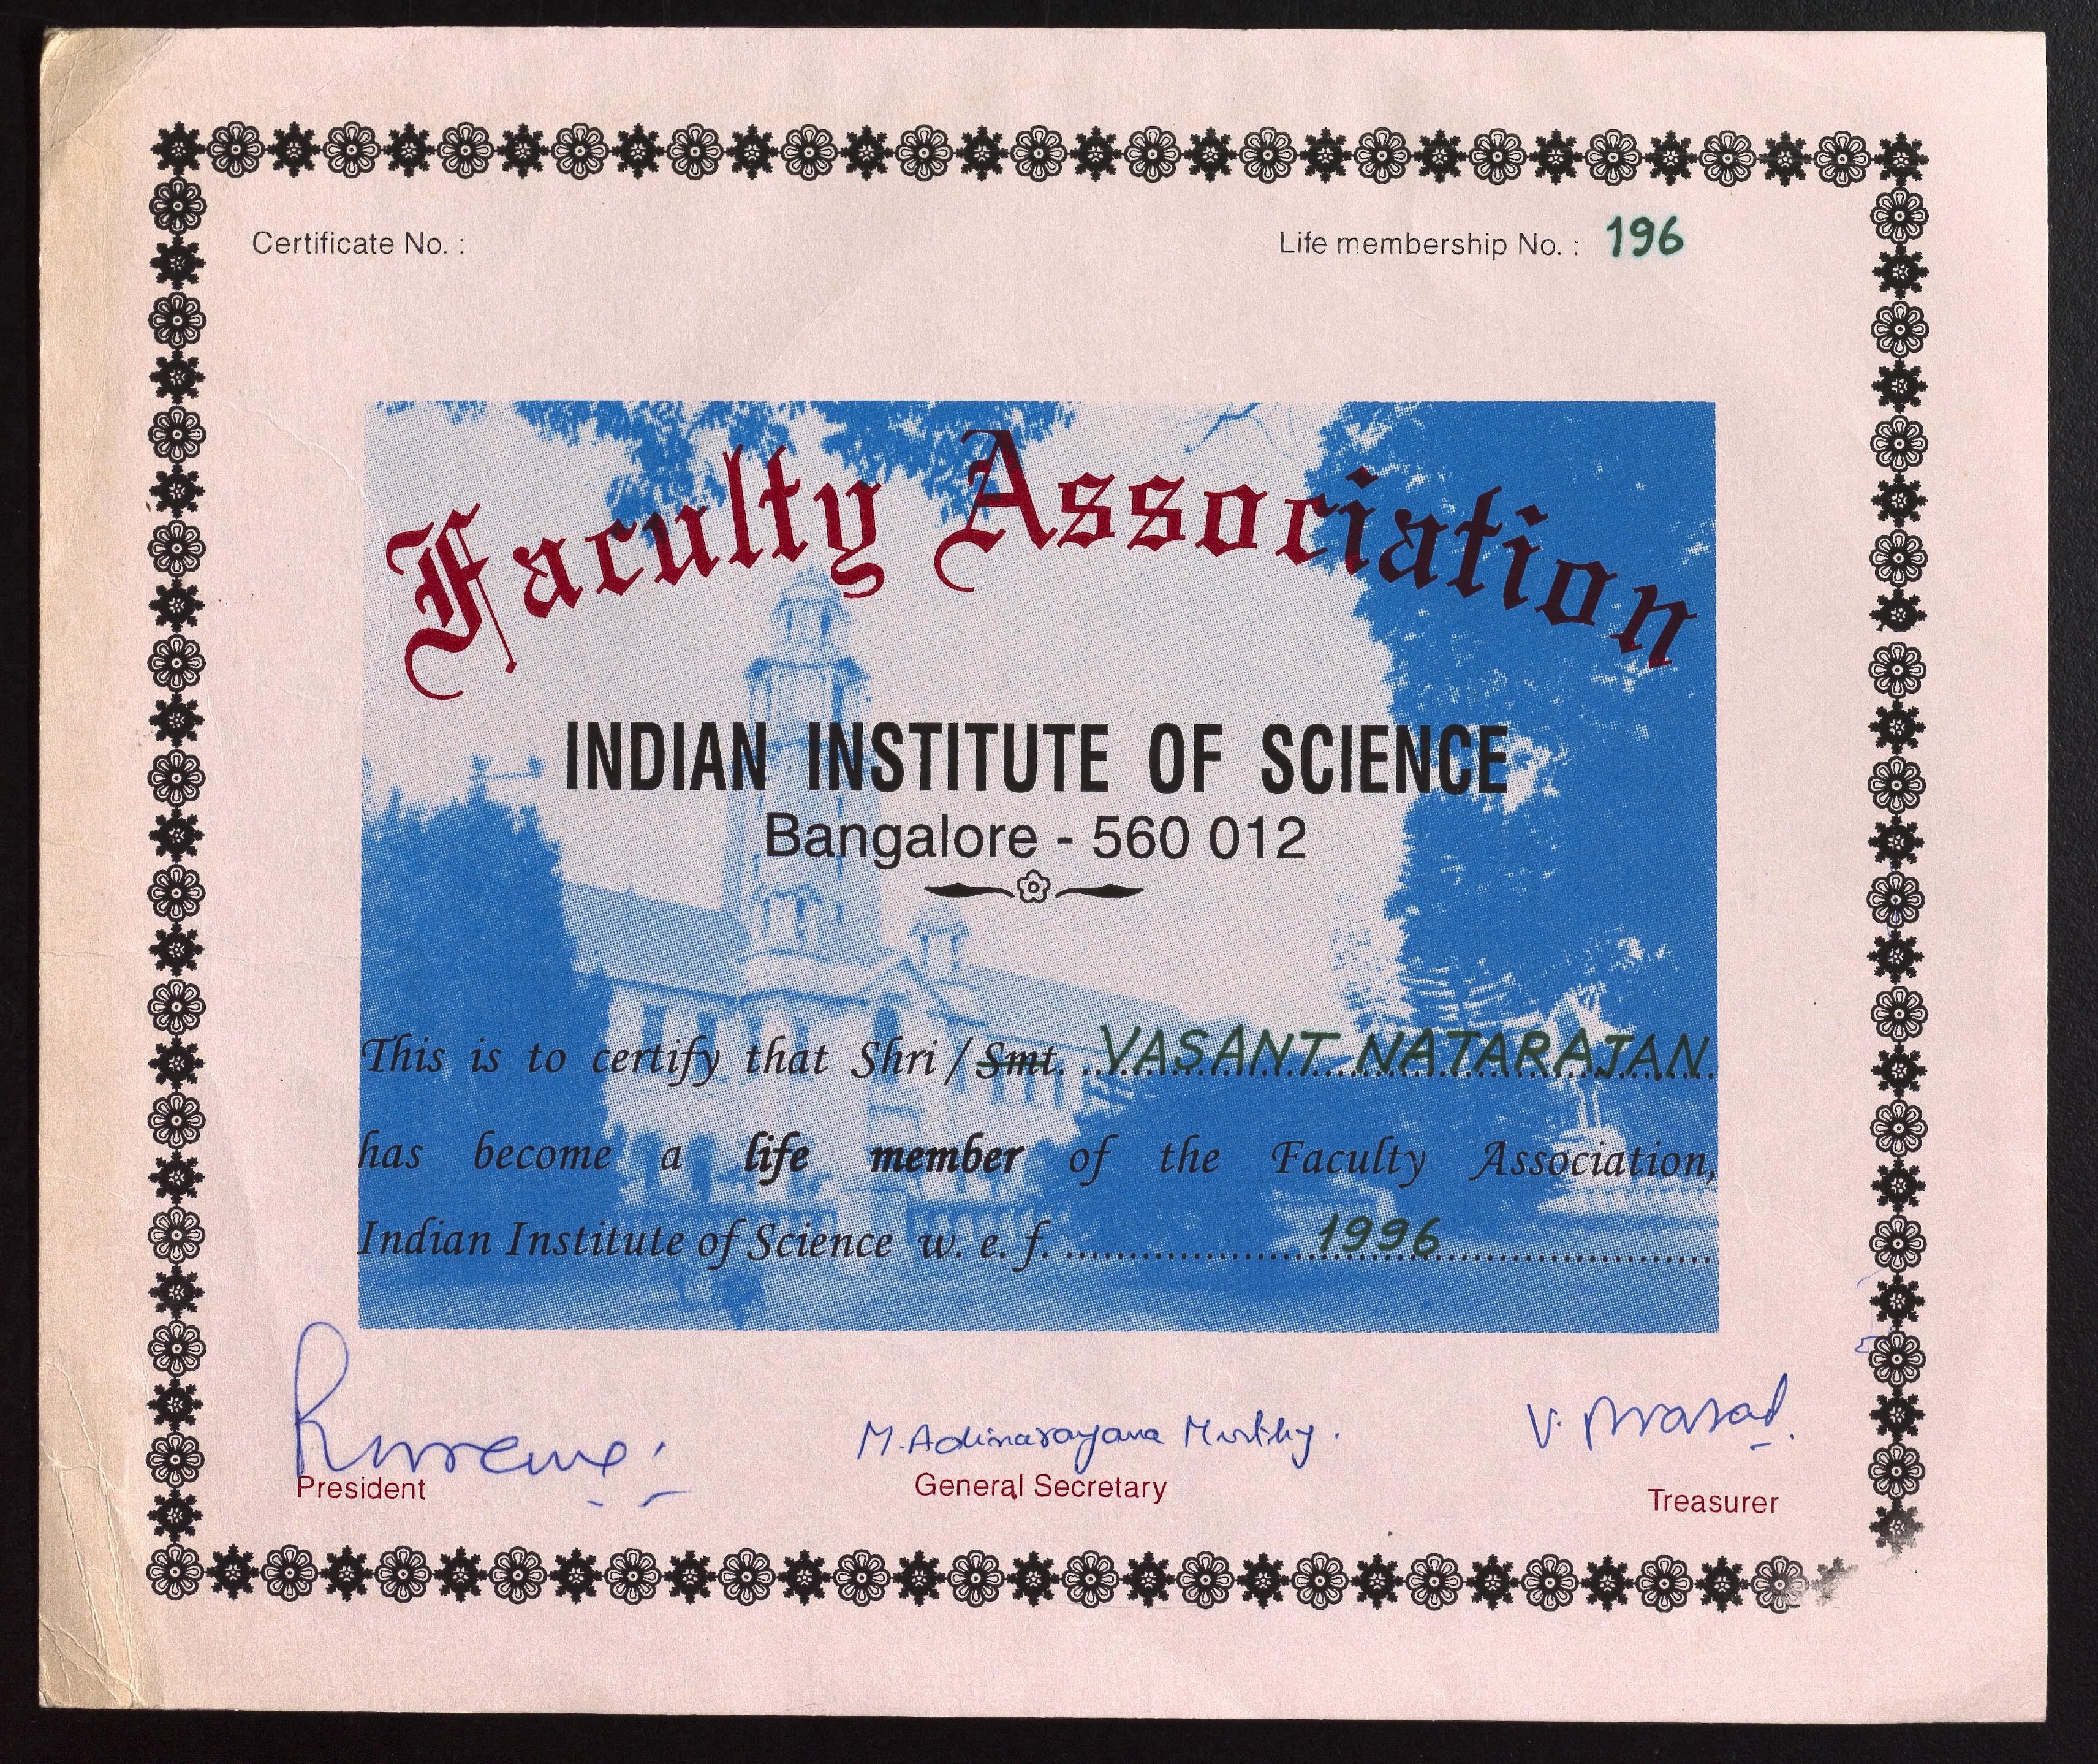 Certificate No. :
Life membership No. : 196
Faculty Association
INDIAN INSTITUTE OF SCIENCE
Bangalore - 560 012
This is to certify that Shri / Smt. VASANT NATARAJAN
has become a life member of the Faculty Association,
Indian Institute of Science w. e. f. 1996
M. Adinarayana Murthy.
V. Prasad.
President
General Secretary
Treasurer